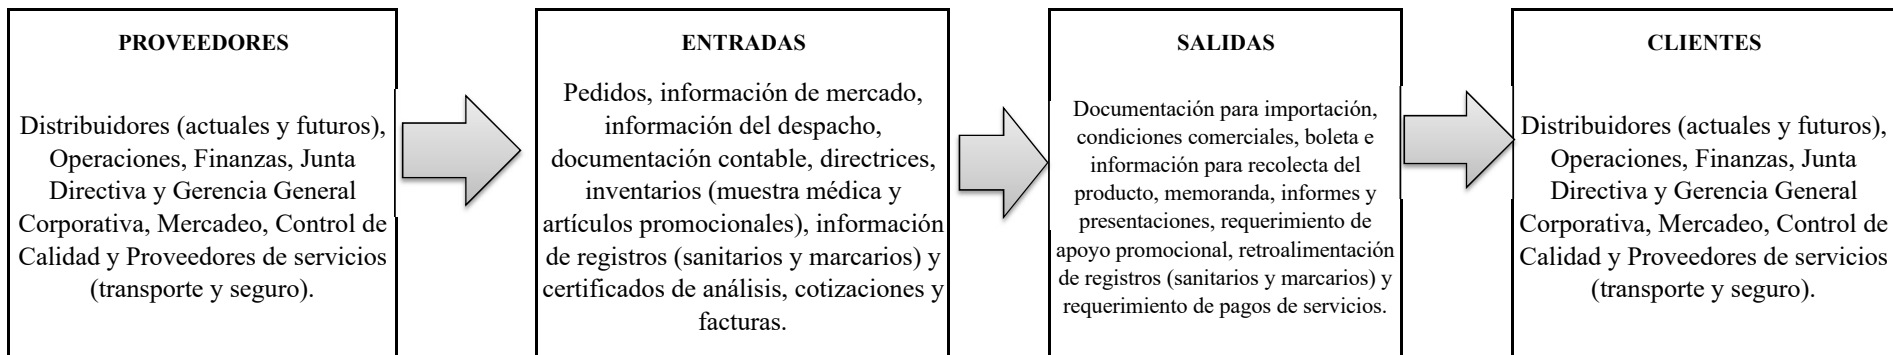 PROVEEDORES
Distribuidores (actuales y futuros),
Operaciones, Finanzas, Junta
Directiva y Gerencia General
Corporativa, Mercadeo, Control de
Calidad y Proveedores de servicios
(transporte y seguro).
ENTRADAS
Pedidos, información de mercado,
información del despacho,
documentación contable, directrices,
inventarios (muestra médica y
artículos promocionales), información
de registros (sanitarios y marcarios) y
certificados de análisis, cotizaciones y
facturas.
SALIDAS
Documentación para importación,
condiciones comerciales, boleta e
información para recolecta del
producto, memoranda, informes y
presentaciones, requerimiento de
apoyo promocional, retroalimentación
de registros (sanitarios y marcarios) y
requerimiento de pagos de servicios.
CLIENTES
Distribuidores (actuales y futuros),
Operaciones, Finanzas, Junta
Directiva y Gerencia General
Corporativa, Mercadeo, Control de
Calidad y Proveedores de servicios
(transporte y seguro).